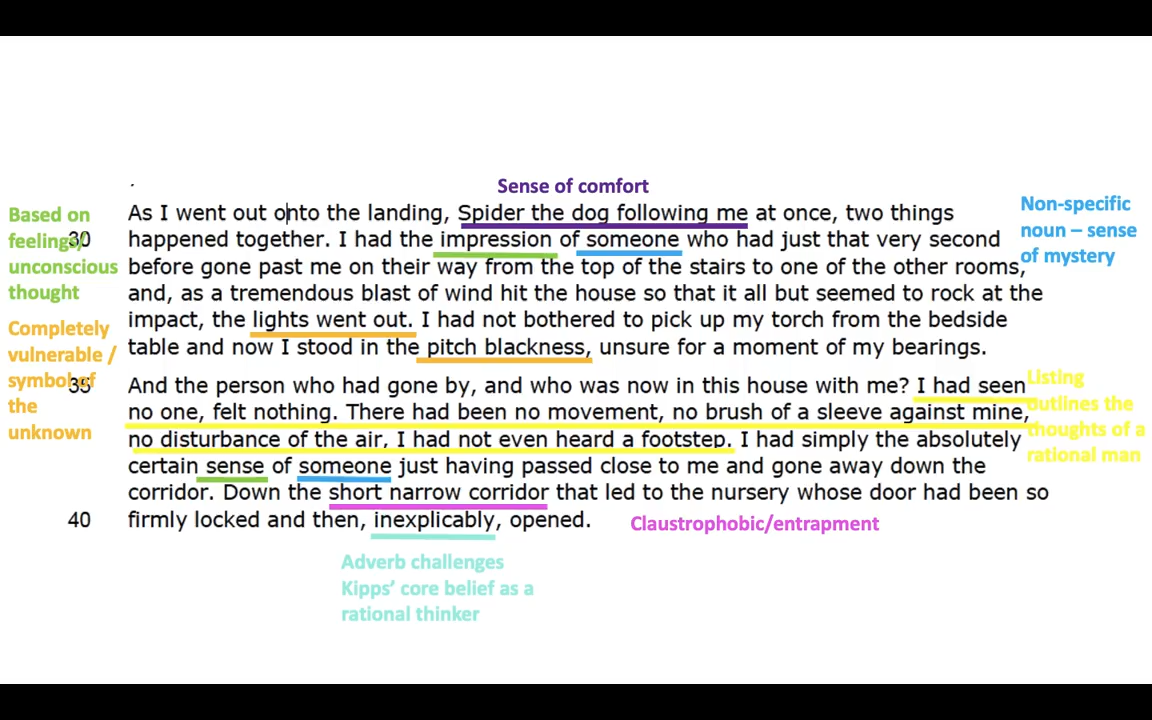 Sense of comfort
Based on
feelings/
unconscious
thought
Completely
vulnerable /
symbol of
the
unknown
As I went out onto the landing, Spider the dog following me at once, two things
30 happened together. I had the impression of someone who had just that very second
before gone past me on their way from the top of the stairs to one of the other rooms,
and, as a tremendous blast of wind hit the house so that it all but seemed to rock at the
impact, the lights went out. I had not bothered to pick up my torch from the bedside
table and now I stood in the pitch blackness, unsure for a moment of my bearings.
35 And the person who had gone by, and who was now in this house with me? I had seen
no one, felt nothing. There had been no movement, no brush of a sleeve against mine,
no disturbance of the air, I had not even heard a footstep. I had simply the absolutely
certain sense of someone just having passed close to me and gone away down the
corridor. Down the short narrow corridor that led to the nursery whose door had been so
40 firmly locked and then, inexplicably, opened.
Non-specific
noun – sense
of mystery
Listing
outlines the
thoughts of a
rational man
Claustrophobic/entrapment
Adverb challenges
Kipps’ core belief as a
rational thinker